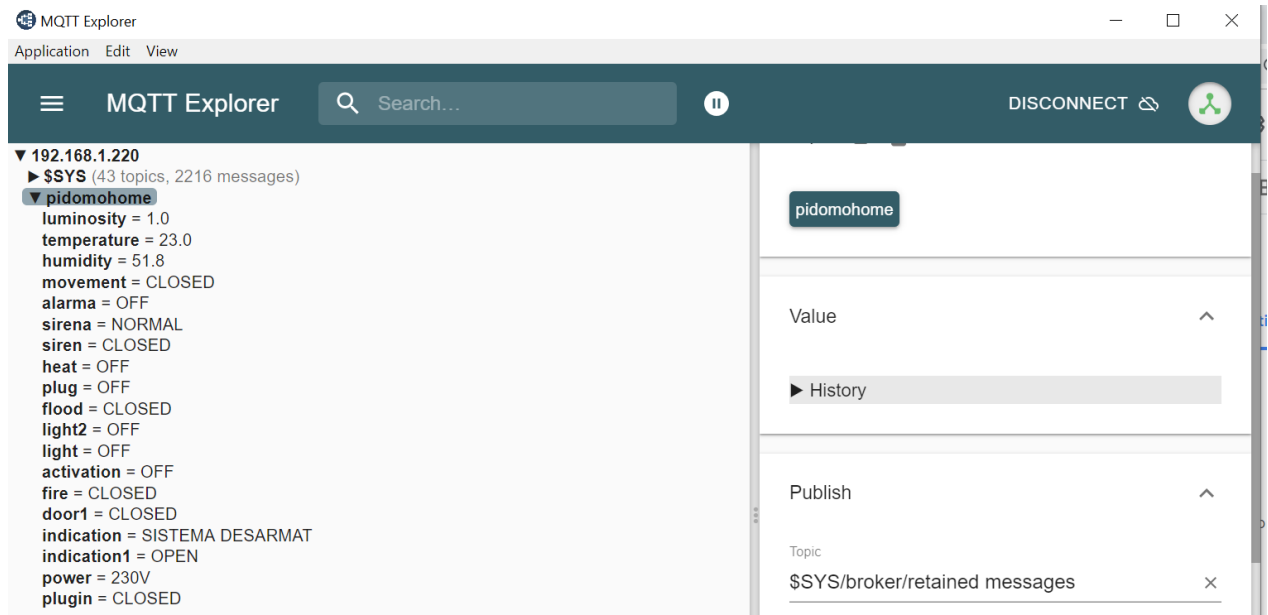 MQTT Explorer
Application Edit View
MQTT Explorer
Search...
DISCONNECT
▼ 192.168.1.220
▶ $SYS (43 topics, 2216 messages)
▼ pidomohome
luminosity = 1.0
temperature = 23.0
humidity = 51.8
movement = CLOSED
alarma = OFF
sirena = NORMAL
siren = CLOSED
heat = OFF
plug = OFF
flood = CLOSED
light2 = OFF
light = OFF
activation = OFF
fire = CLOSED
door1 = CLOSED
indication = SISTEMA DESARMAT
indication1 = OPEN
power = 230V
plugin = CLOSED
pidomohome
Value
▶ History
Publish
Topic
$SYS/broker/retained messages